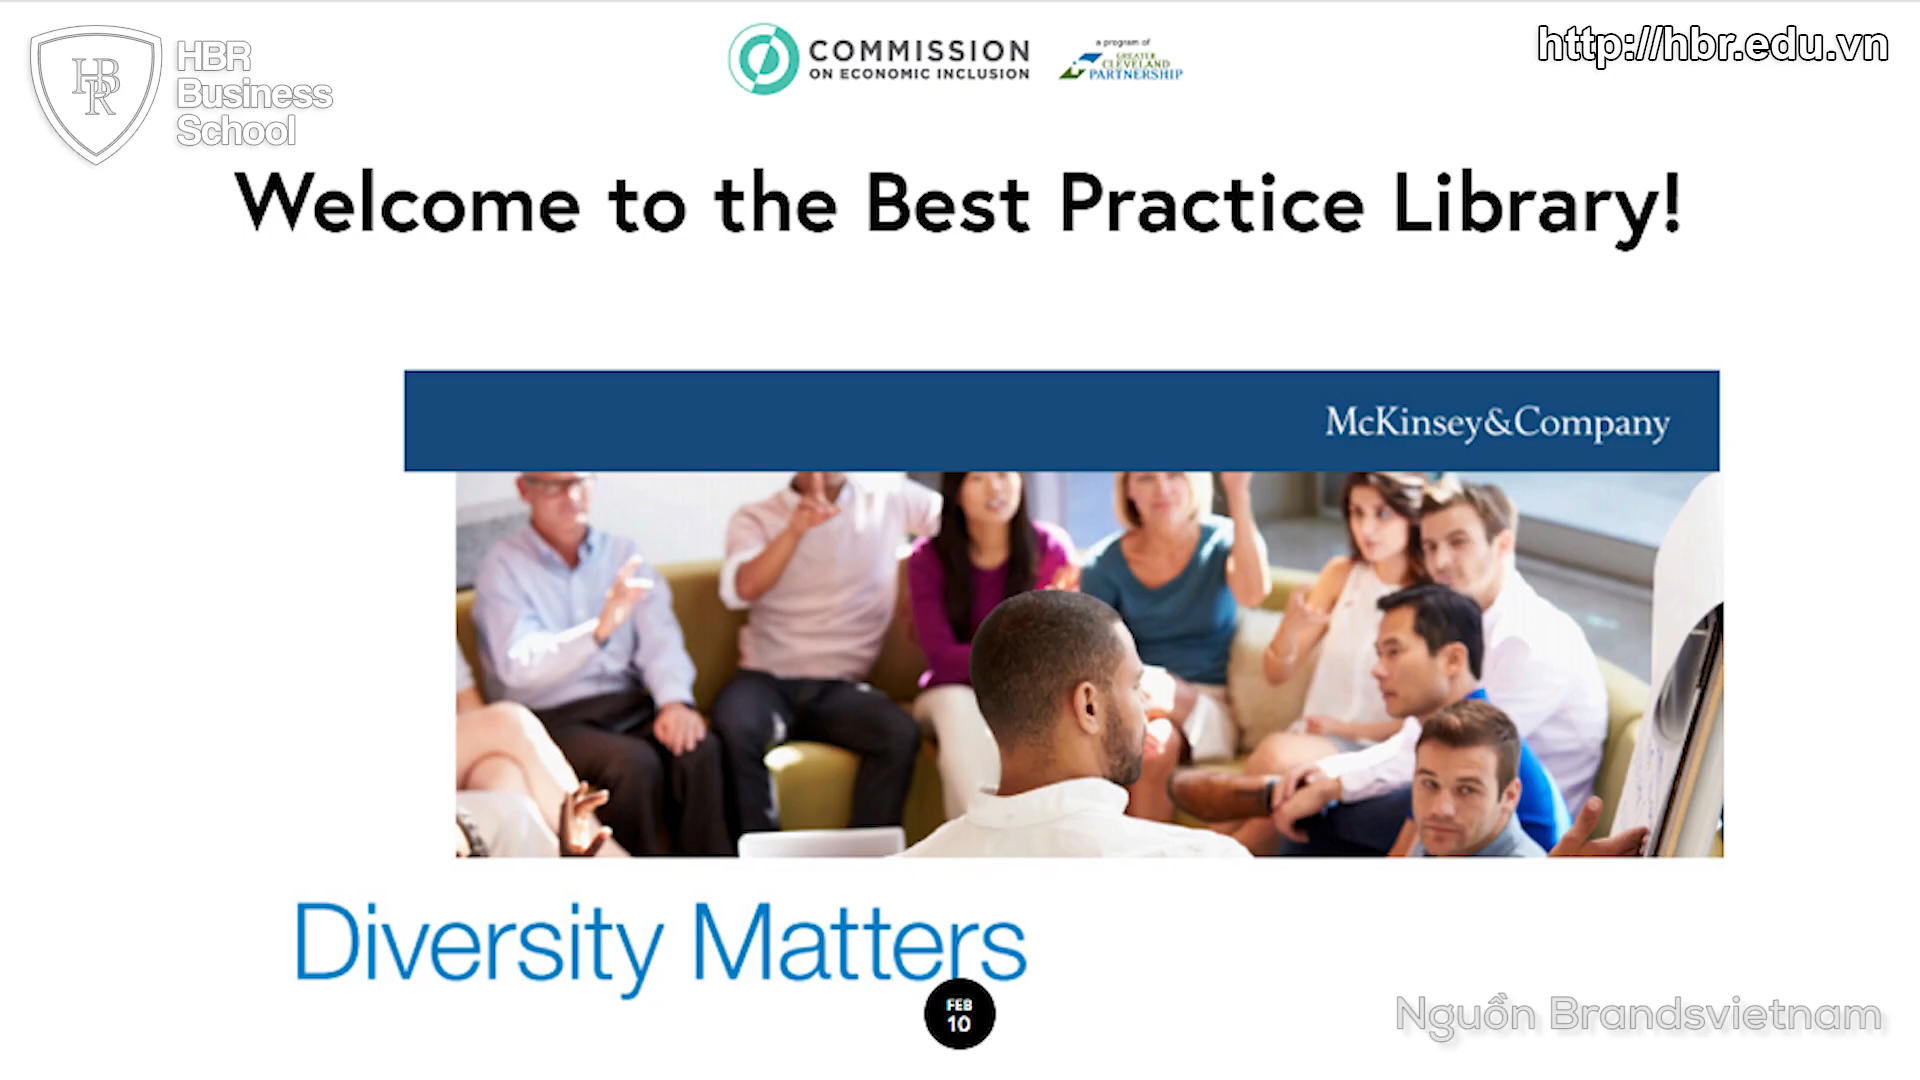 HBR
HBR
Business
School
COMMISSION
ON ECONOMIC INCLUSION
a program of
GREATER
CLEVELAND
PARTNERSHIP
http://hbr.edu.vn
Welcome to the Best Practice Library!
McKinsey&Company
Diversity Matters
FEB
10
Nguồn Brandsvietnam